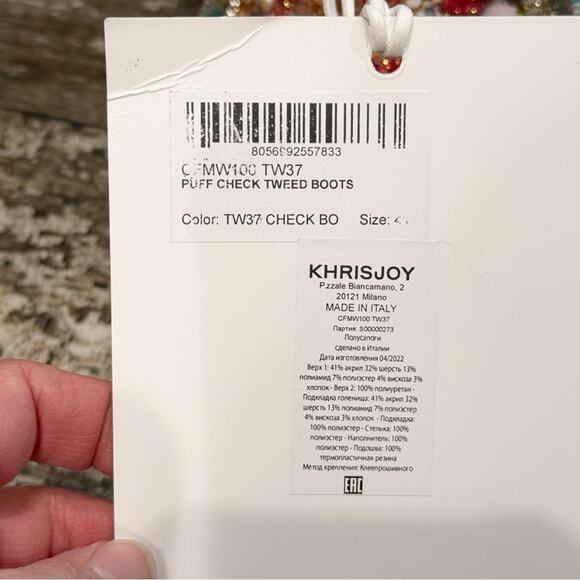 8056992557833
CFMW100 TW37
PUFF CHECK TWEED BOOTS
Color: TW37 CHECK BO Size: 41
KHRISJOY
P.zzale Biancamano, 2
20121 Milano
MADE IN ITALY
CFMW100 TW37
Партия: S00000273
Полусапоги
сделано в Италии
Дата изготовления 04/2022
Верх 1: 41% акрил 32% шерсть 13%
полиамид 7% полиэстер 4% вискоза 3%
хлопок - Верх 2: 100% полиуретан -
Подкладка голенища: 41% акрил 32%
шерсть 13% полиамид 7% полиэстер
4% вискоза 3% хлопок - Подкладка:
100% полиэстер - Стелька: 100%
полиэстер - Наполнитель: 100%
полиэстер - Подошва: 100%
термопластичная резина
Метод крепления: Клеепрошивного
EAC